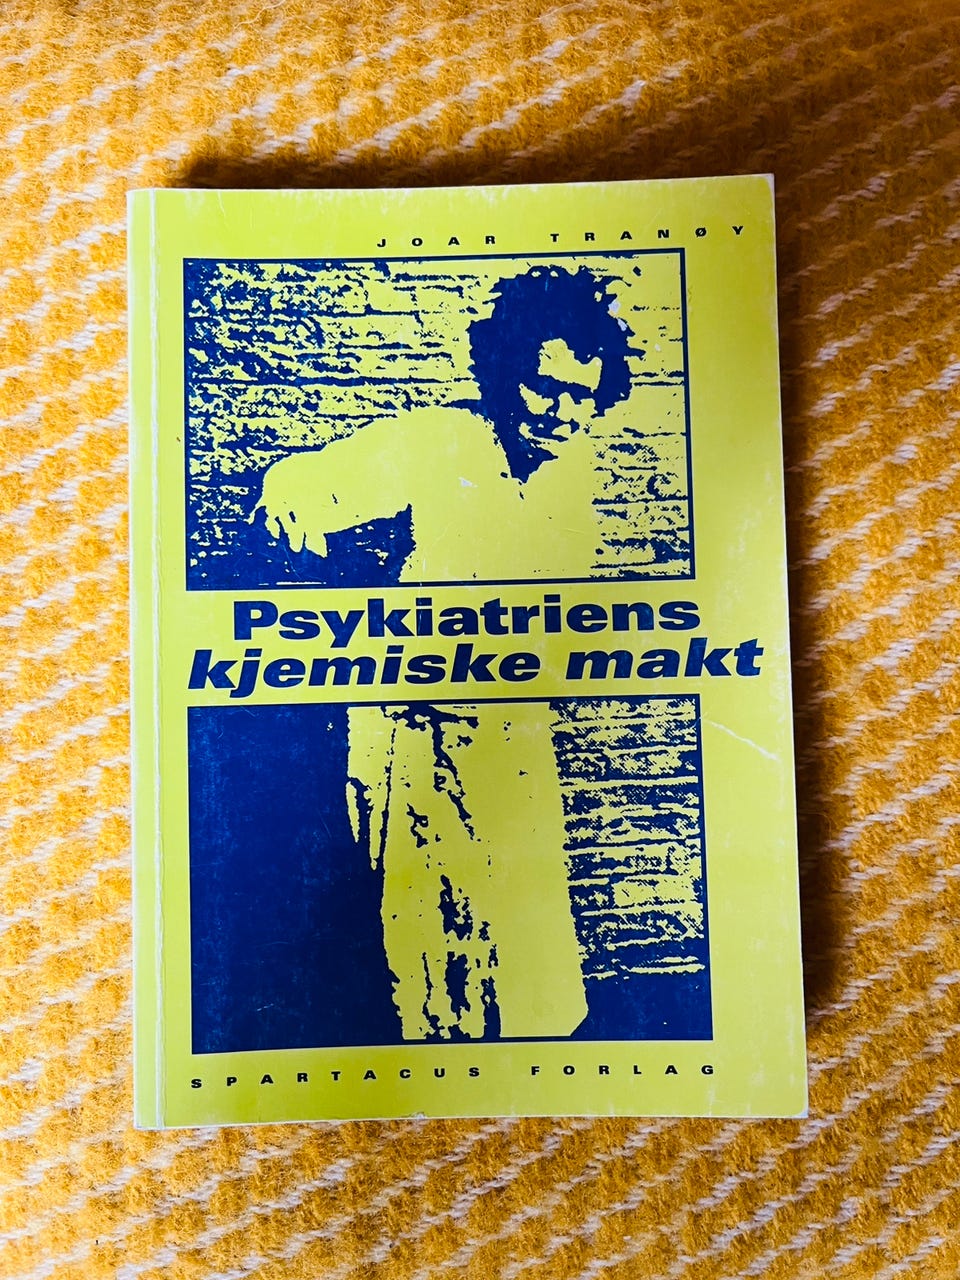 JOAR TRANØY
Psykiatriens
kjemiske makt
SPARTACUS FORLAG